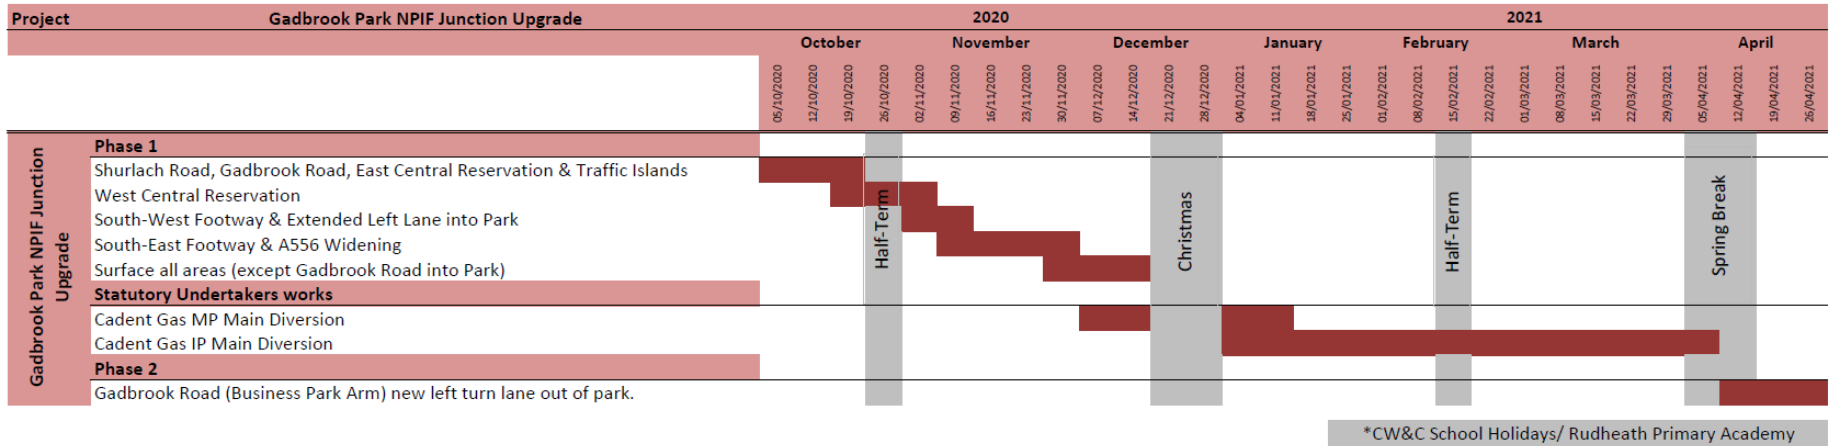 Project Gadbrook Park NPIF Junction Upgrade 2020 2021
October November December January February March April
05/10/2020 12/10/2020 19/10/2020 26/10/2020 02/11/2020 09/11/2020 16/11/2020 23/11/2020 30/11/2020 07/12/2020 14/12/2020 21/12/2020 28/12/2020 04/01/2021 11/01/2021 18/01/2021 25/01/2021 01/02/2021 08/02/2021 15/02/2021 22/02/2021 01/03/2021 08/03/2021 15/03/2021 22/03/2021 29/03/2021 05/04/2021 12/04/2021 19/04/2021 26/04/2021
Gadbrook Park NPIF Junction
Upgrade
Phase 1
Shurlach Road, Gadbrook Road, East Central Reservation & Traffic Islands
West Central Reservation
South-West Footway & Extended Left Lane into Park
South-East Footway & A556 Widening
Surface all areas (except Gadbrook Road into Park)
Statutory Undertakers works
Cadent Gas MP Main Diversion
Cadent Gas IP Main Diversion
Phase 2
Gadbrook Road (Business Park Arm) new left turn lane out of park.
Half-Term
Christmas
Half-Term
Spring Break
*CW&C School Holidays/ Rudheath Primary Academy